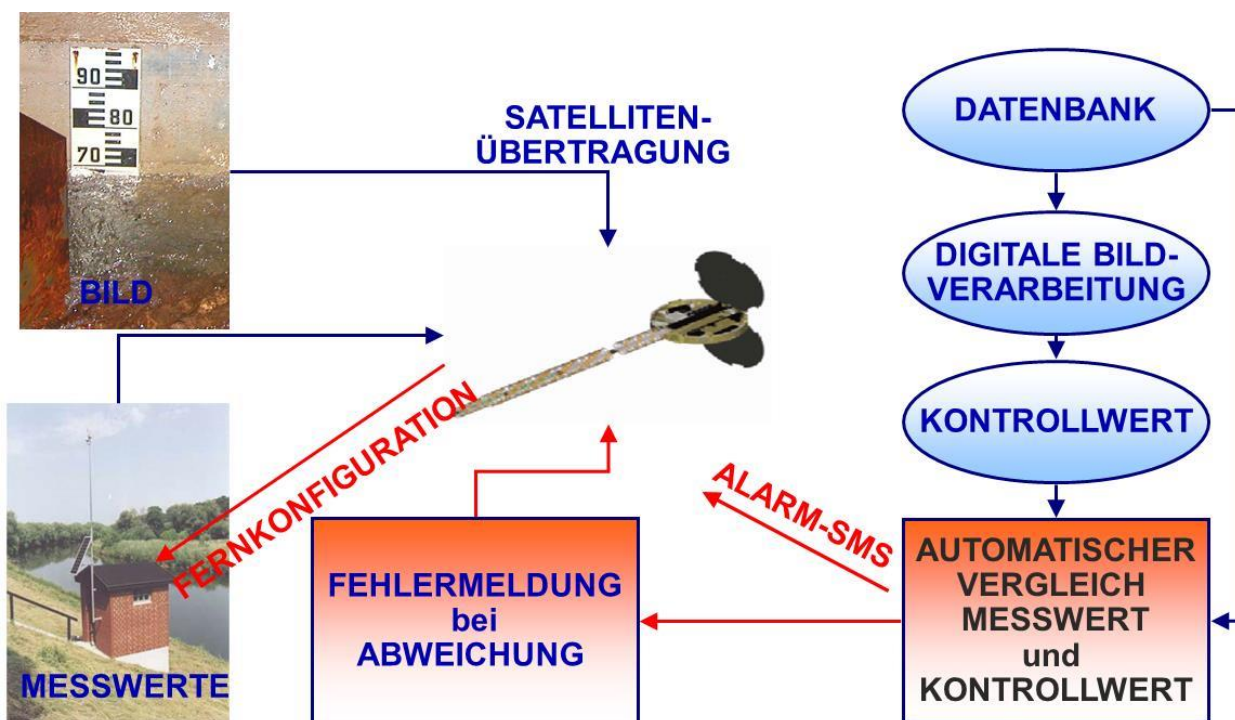 90
80
70
BILD
SATELLITEN-
ÜBERTRAGUNG
DATENBANK
DIGITALE BILD-
VERARBEITUNG
KONTROLLWERT
FERNKONFIGURATION
ALARM-SMS
MESSWERTE
FEHLERMELDUNG
bei
ABWEICHUNG
AUTOMATISCHER
VERGLEICH
MESSWERT
und
KONTROLLWERT